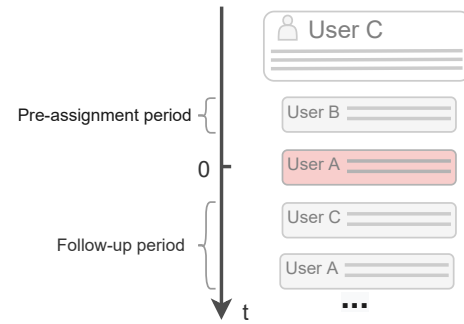 User C
Pre-assignment period
User B
0
User A
User C
Follow-up period
User A
...
t